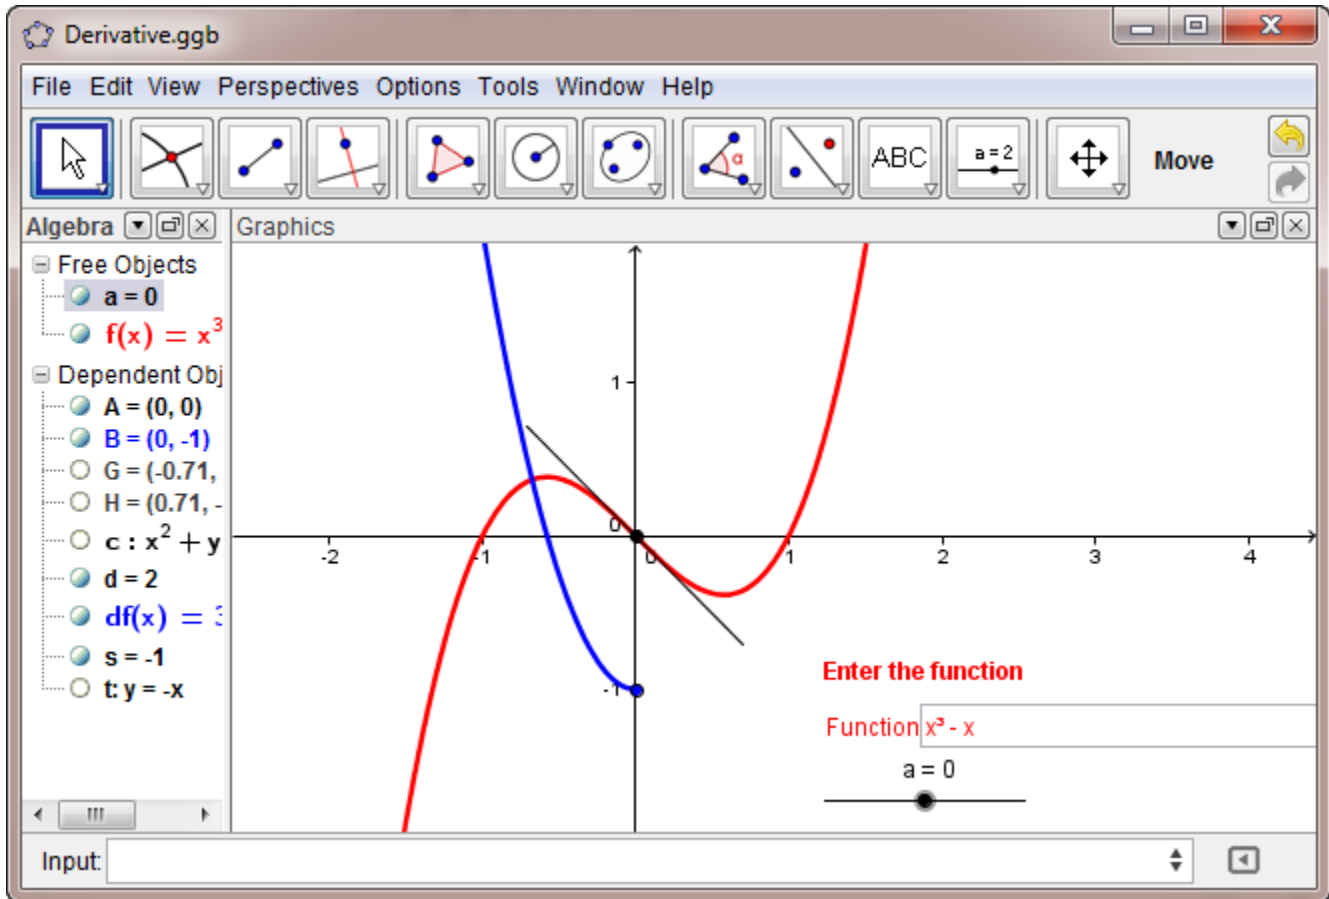 Derivative.ggb
File Edit View Perspectives Options Tools Window Help
α ABC a=2 Move
Algebra Graphics
Free Objects
a = 0
f(x) = x³
Dependent Obj
A = (0, 0)
B = (0, -1)
G = (-0.71,
H = (0.71, -
c : x² + y
d = 2
df(x) =
s = -1
t: y = -x
1
0
-2 -1 0 1 2 3 4
-1
Enter the function
Function x³ - x
a = 0
Input: